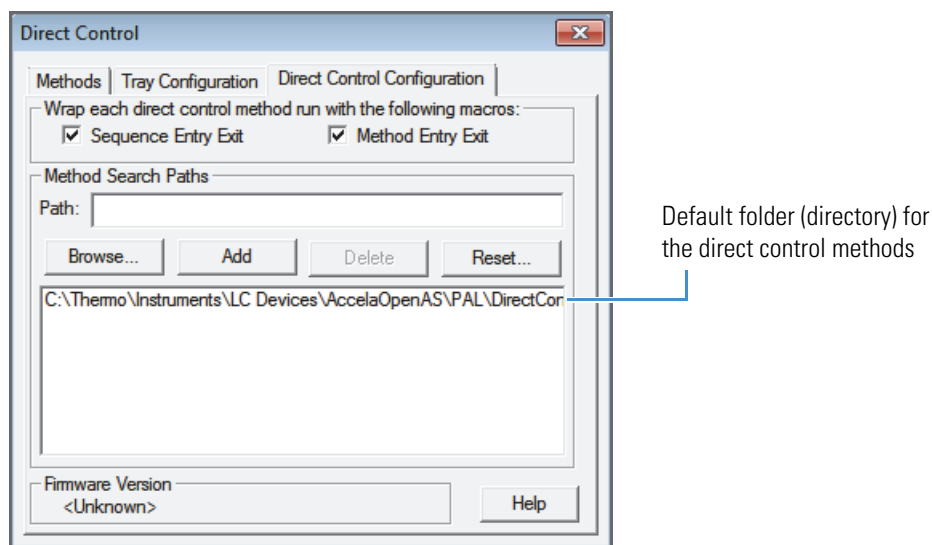 Direct Control
Methods Tray Configuration Direct Control Configuration
Wrap each direct control method run with the following macros:
Sequence Entry Exit Method Entry Exit
Method Search Paths
Path:
Browse... Add Delete Reset...
C:\Thermo\Instruments\LC Devices\AccelaOpenAS\PAL\DirectCon
Default folder (directory) for
the direct control methods
Firmware Version
<Unknown>
Help